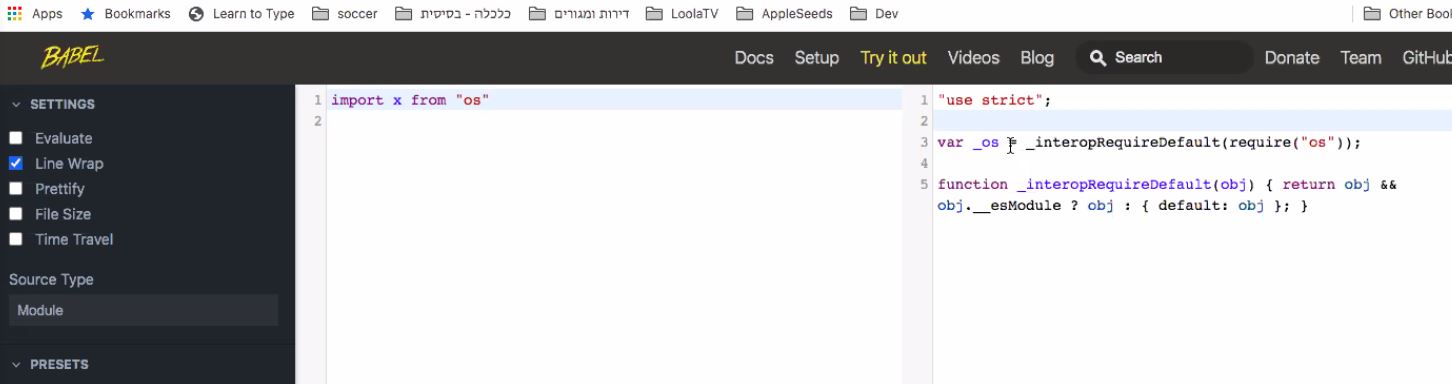 Apps Bookmarks Learn to Type soccer כלכלה - בסיסית דירות ומגורים LoolaTV AppleSeeds Dev Other Boo
BABEL Docs Setup Try it out Videos Blog Search Donate Team GitHub
SETTINGS
Evaluate
Line Wrap
Prettify
File Size
Time Travel
Source Type
Module
PRESETS
1 import x from "os"
2
1 "use strict";
2
3 var _os = _interopRequireDefault(require("os"));
4
5 function _interopRequireDefault(obj) { return obj &&
obj.__esModule ? obj : { default: obj }; }